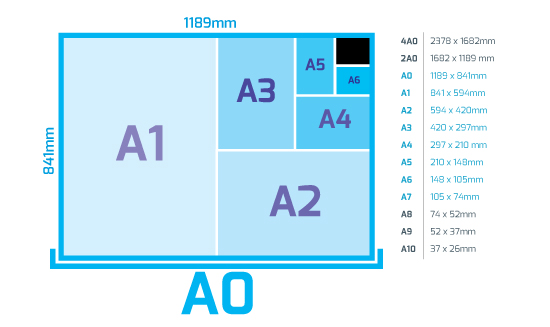 1189mm
841mm
A1
A3
A5
A6
A4
A2
A0
4A0 2378 x 1682mm
2A0 1682 x 1189 mm
A0 1189 x 841mm
A1 841 x 594mm
A2 594 x 420mm
A3 420 x 297mm
A4 297 x 210 mm
A5 210 x 148mm
A6 148 x 105mm
A7 105 x 74mm
A8 74 x 52mm
A9 52 x 37mm
A10 37 x 26mm